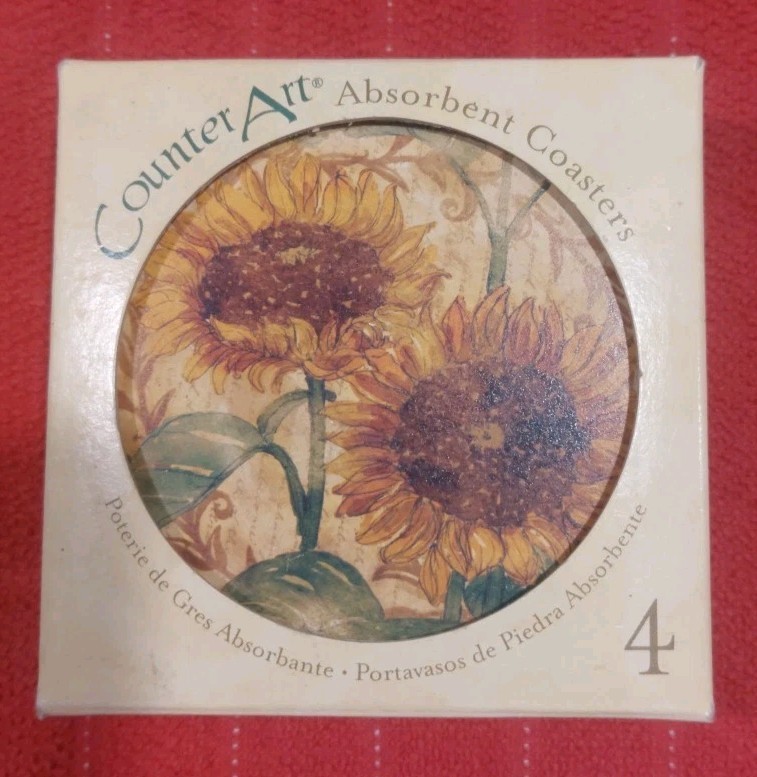 CounterArt® Absorbent Coasters
Poterie de Gres Absorbante • Portavasos de Piedra Absorbente
4